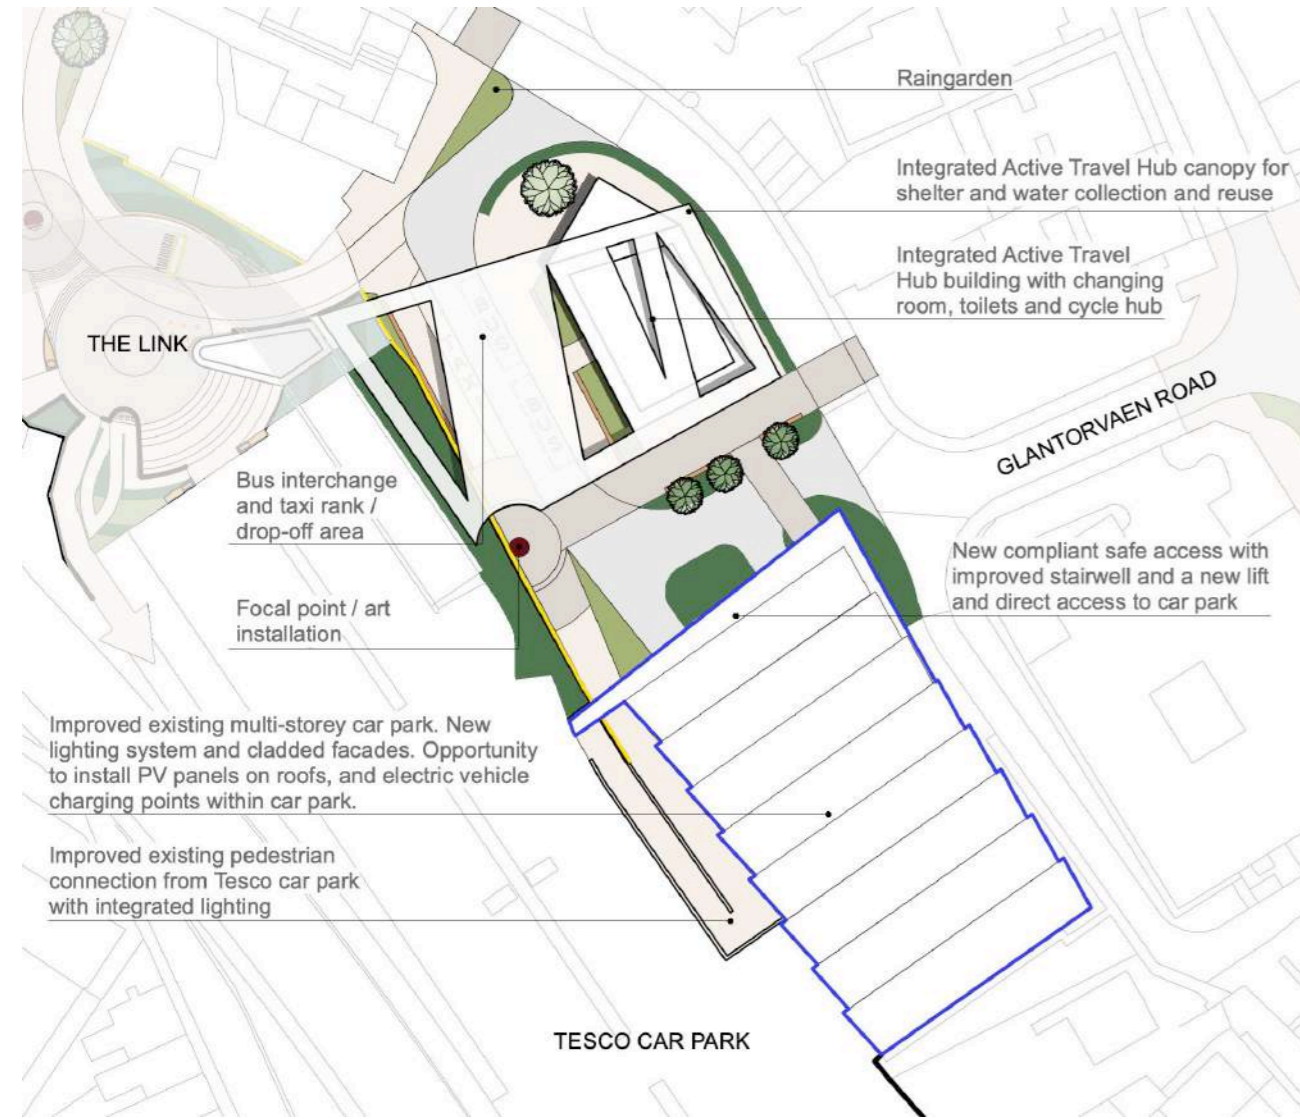 Raingarden
Integrated Active Travel Hub canopy for
shelter and water collection and reuse
Integrated Active Travel
Hub building with changing
room, toilets and cycle hub
THE LINK
GLANTORVAEN ROAD
Bus interchange
and taxi rank /
drop-off area
Focal point / art
installation
New compliant safe access with
improved stairwell and a new lift
and direct access to car park
Improved existing multi-storey car park. New
lighting system and cladded facades. Opportunity
to install PV panels on roofs, and electric vehicle
charging points within car park.
Improved existing pedestrian
connection from Tesco car park
with integrated lighting
TESCO CAR PARK